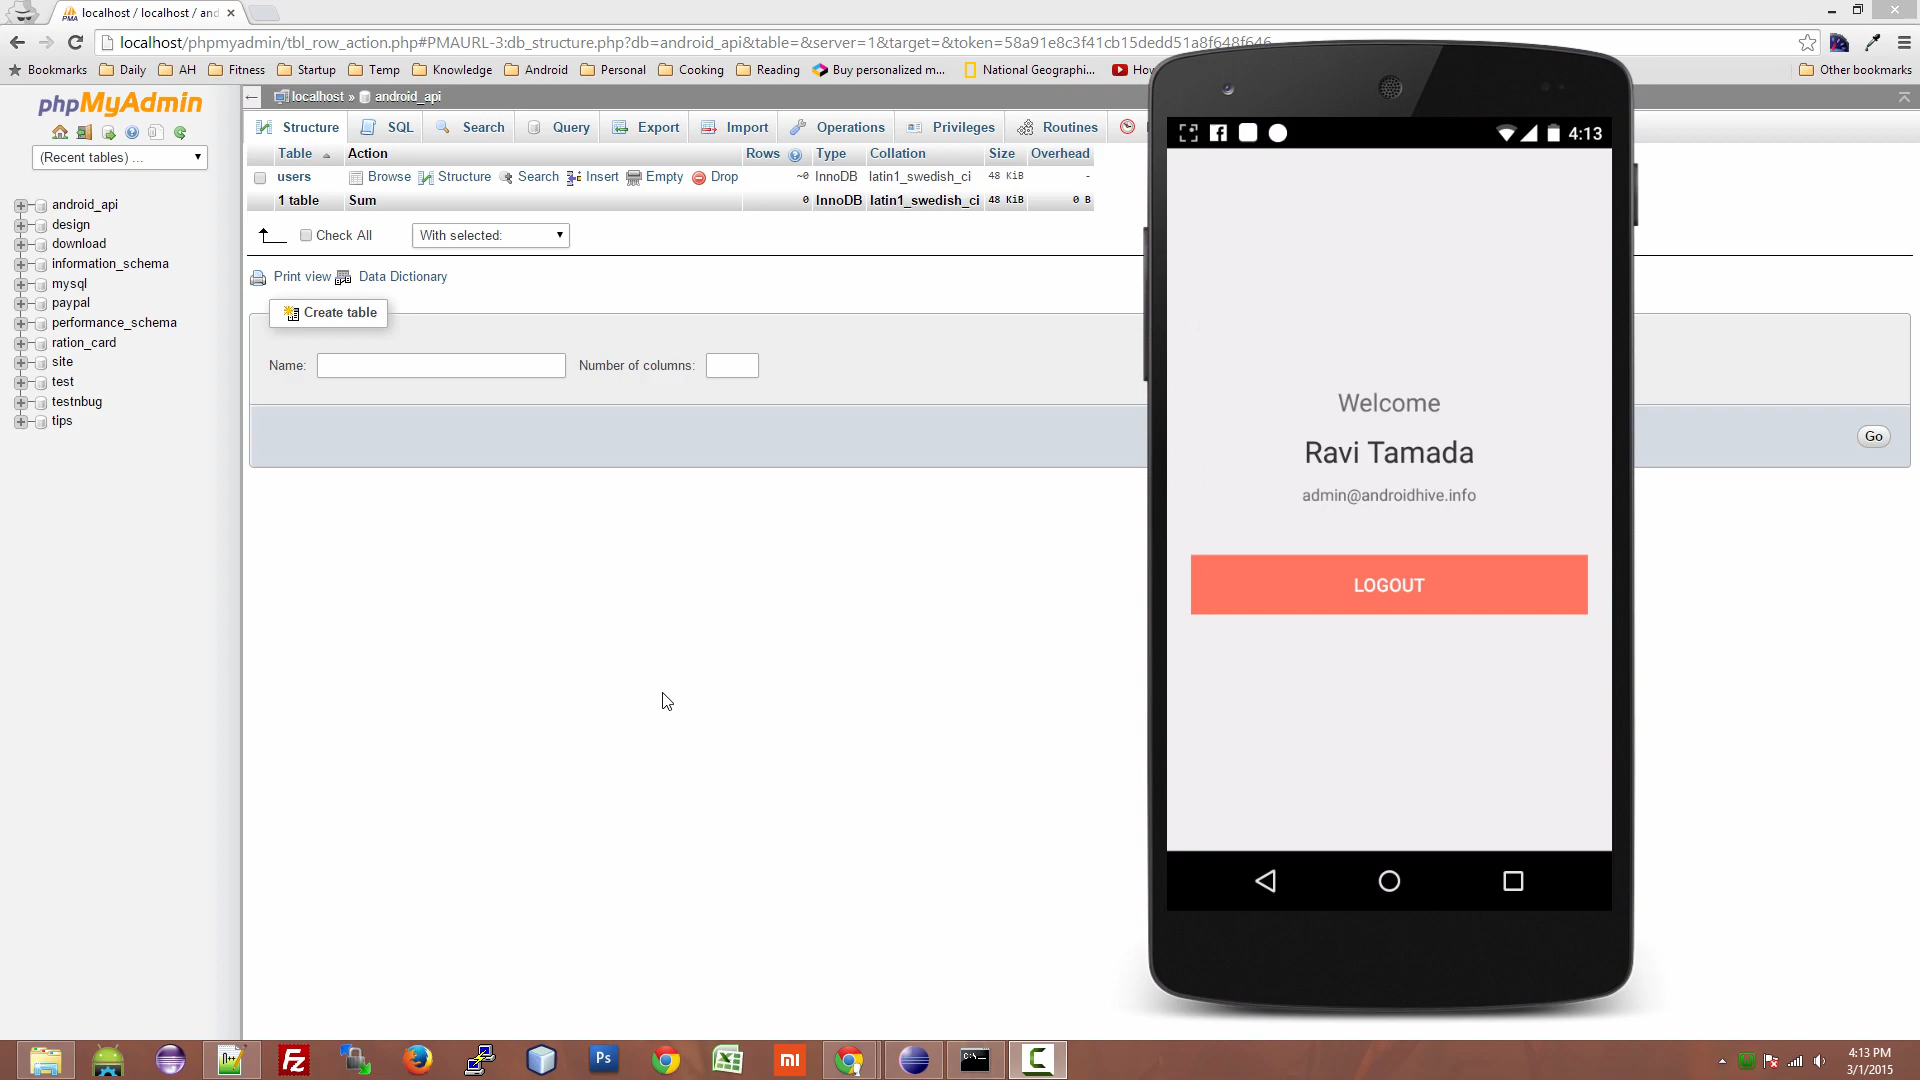 localhost / localhost / and
localhost/phpmyadmin/tbl_row_action.php#PMAURL-3:db_structure.php?db=android_api&table=&server=1&target=&token=58a91e8c3f41cb15dedd51a8f648f646
Bookmarks Daily AH Fitness Startup Temp Knowledge Android Personal Cooking Reading Buy personalized m... National Geographi... Other bookmarks
phpMyAdmin
(Recent tables) ...
android_api
design
download
information_schema
mysql
paypal
performance_schema
ration_card
site
test
testnbug
tips
localhost » android_api
Structure SQL Search Query Export Import Operations Privileges Routines
Table Action Rows Type Collation Size Overhead
users Browse Structure Search Insert Empty Drop ~0 InnoDB latin1_swedish_ci 48 KiB -
1 table Sum 0 InnoDB latin1_swedish_ci 48 KiB 0 B
Check All With selected:
Print view Data Dictionary
Create table
Name: Number of columns:
Go
4:13
Welcome
Ravi Tamada
admin@androidhive.info
LOGOUT
Ps
4:13 PM
3/1/2015